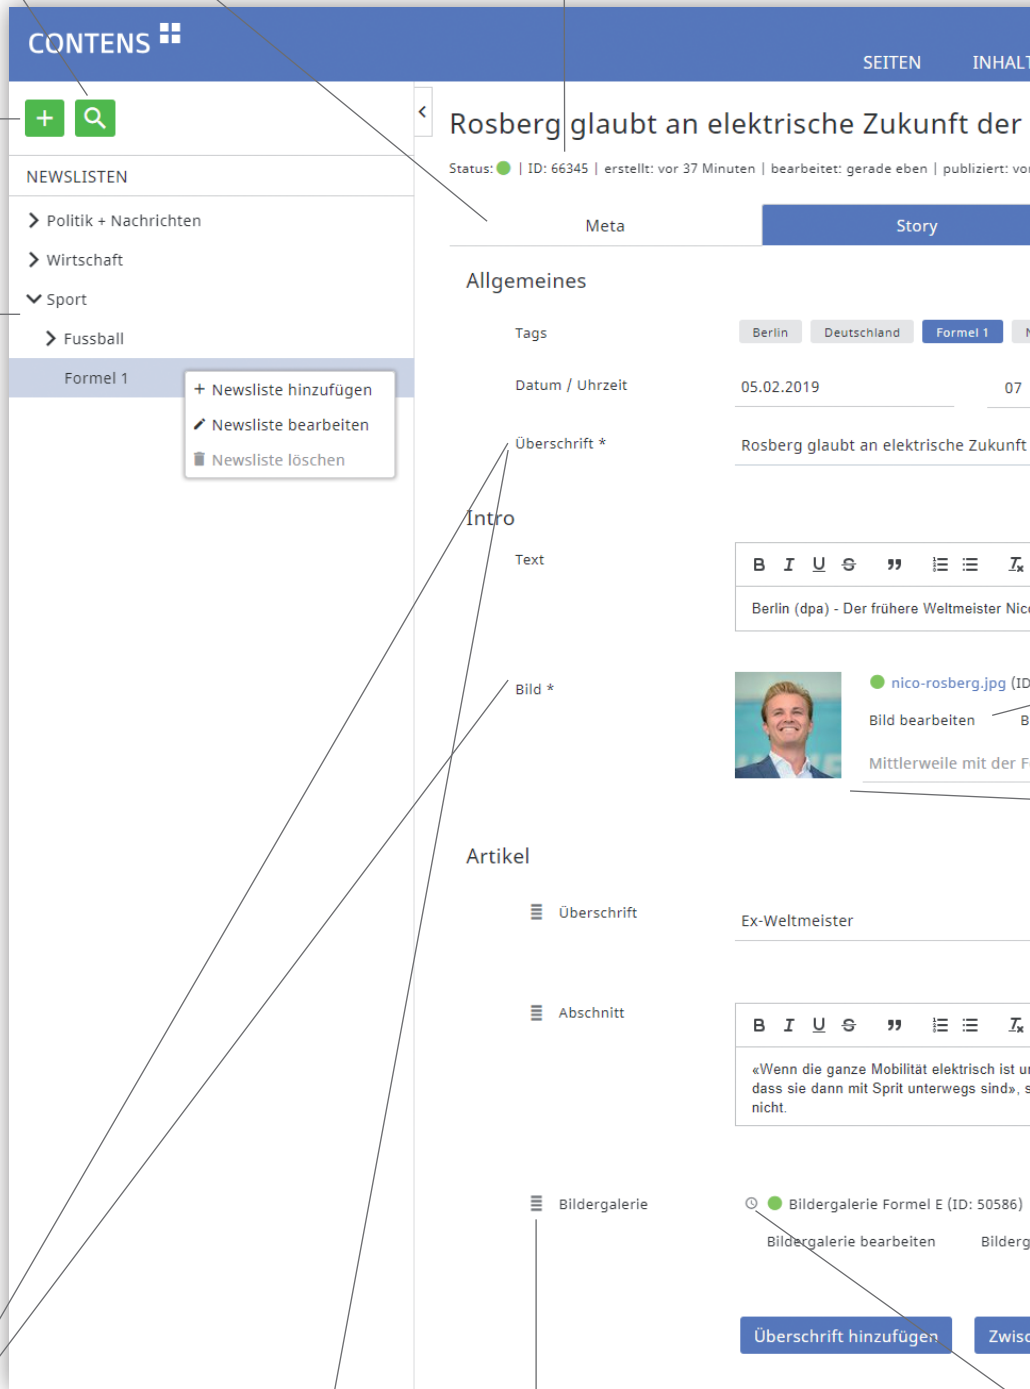 CONTENS
SEITEN INHALT
Rosberg glaubt an elektrische Zukunft der
Status: | ID: 66345 | erstellt: vor 37 Minuten | bearbeitet: gerade eben | publiziert: vor
NEWSLISTEN
Politik + Nachrichten
Wirtschaft
Sport
Fussball
Formel 1
+ Newsliste hinzufügen
Newsliste bearbeiten
Newsliste löschen
Meta Story
Allgemeines
Tags Berlin Deutschland Formel 1 N
Datum / Uhrzeit 05.02.2019 07
Überschrift * Rosberg glaubt an elektrische Zukunft
Intro
Text B I U S
Berlin (dpa) - Der frühere Weltmeister Nico
Bild * nico-rosberg.jpg (ID
Bild bearbeiten B
Mittlerweile mit der F
Artikel
Überschrift Ex-Weltmeister
Abschnitt B I U S
«Wenn die ganze Mobilität elektrisch ist un
dass sie dann mit Sprit unterwegs sind», s
nicht.
Bildergalerie Bildergalerie Formel E (ID: 50586)
Bildergalerie bearbeiten Bilderg
Überschrift hinzufügen Zwisc